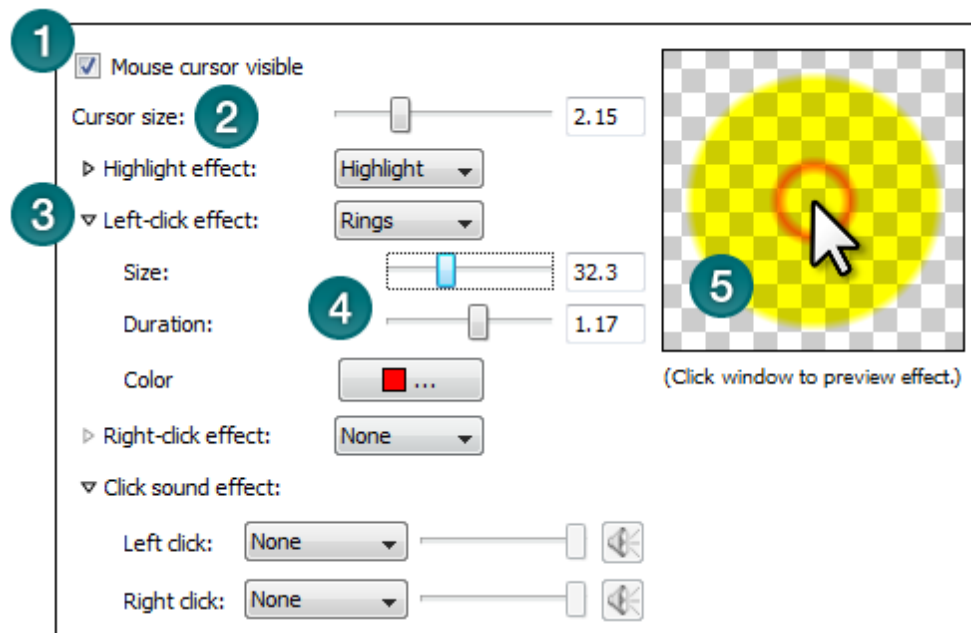 1
Mouse cursor visible
Cursor size: 2 2.15
Highlight effect: Highlight
3 Left-click effect: Rings
Size: 32.3
4
Duration: 1.17
Color ...
Right-click effect: None
Click sound effect:
Left click: None
Right click: None
5
(Click window to preview effect.)